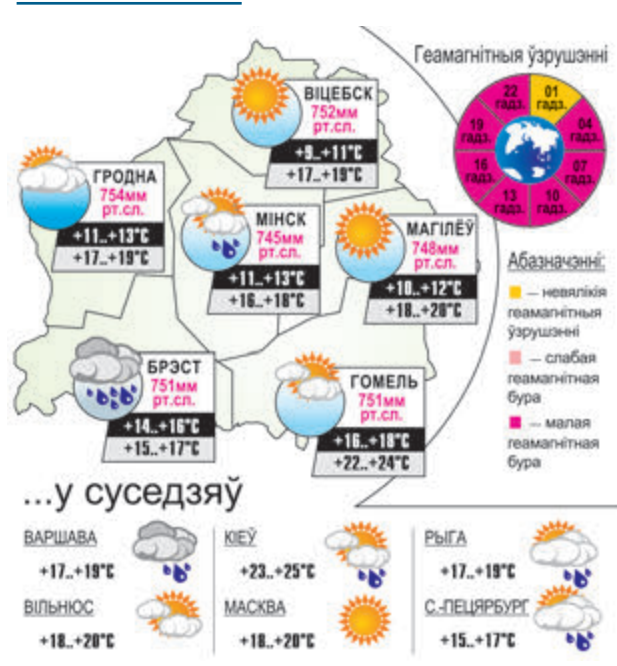 Геамагнітныя ўзрушэнні
22
гадз.
01
гадз.
04
гадз.
07
гадз.
10
гадз.
13
гадз.
16
гадз.
19
гадз.
ВІЦЕБСК
752мм
рт.сл.
+9..+11°С
+17..+19°С
ГРОДНА
754мм
рт.сл.
+11..+13°С
+17..+19°С
МІНСК
745мм
рт.сл.
+11..+13°С
+16..+18°С
МАГІЛЁЎ
748мм
рт.сл.
+10..+12°С
+18..+20°С
БРЭСТ
751мм
рт.сл.
+14..+16°С
+15..+17°С
ГОМЕЛЬ
751мм
рт.сл.
+16..+18°С
+22..+24°С
Абазначэнні:
– невялікія
геамагнітныя
ўзрушэнні
– слабая
геамагнітная
бура
– малая
геамагнітная
бура
...у суседзяў
ВАРШАВА
+17..+19°С
КІЕЎ
+23..+25°С
РЫГА
+17..+19°С
ВІЛЬНЮС
+18..+20°С
МАСКВА
+18..+20°С
С.-ПЕЦЯРБУРГ
+15..+17°С